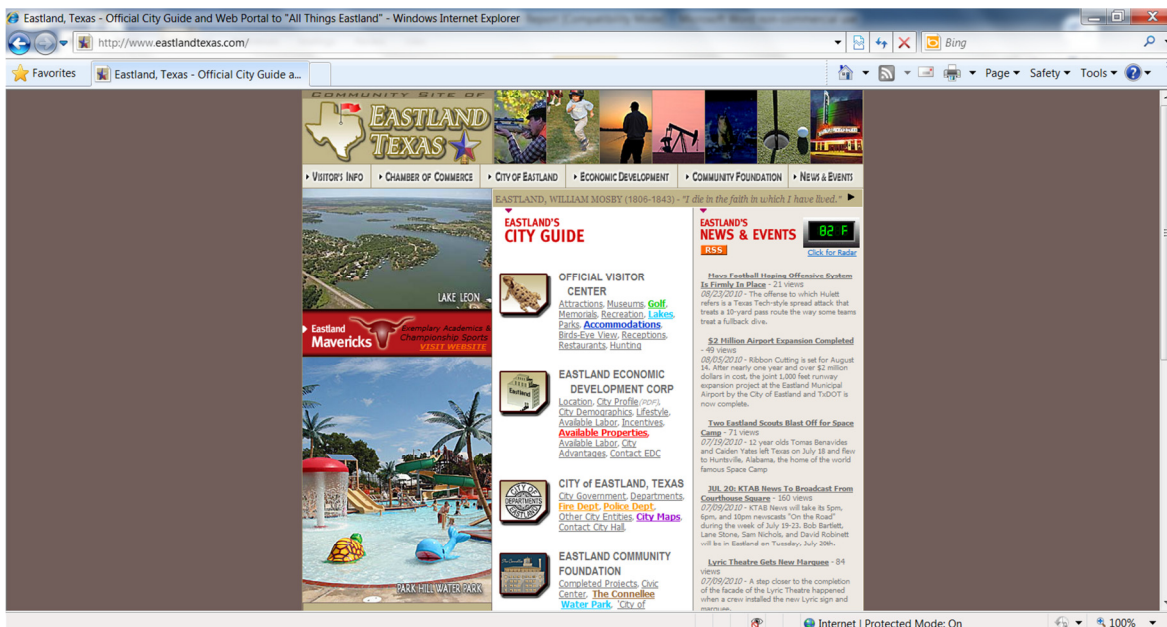 Eastland, Texas - Official City Guide and Web Portal to "All Things Eastland" - Windows Internet Explorer
http://www.eastlandtexas.com/
Bing
Favorites
Eastland, Texas - Official City Guide a...
Page
Safety
Tools
COMMUNITY SITE OF
EASTLAND
TEXAS
VISITOR'S INFO
CHAMBER OF COMMERCE
CITY OF EASTLAND
ECONOMIC DEVELOPMENT
COMMUNITY FOUNDATION
NEWS & EVENTS
EASTLAND, WILLIAM MOSBY (1806-1843) - "I die in the faith in which I have lived."
LAKE LEON
Eastland
Mavericks
Exemplary Academics &
Championship Sports
VISIT WEBSITE
PARK HILL WATER PARK
EASTLAND'S
CITY GUIDE
OFFICIAL VISITOR
CENTER
Attractions, Museums, Golf,
Memorials, Recreation, Lakes,
Parks, Accommodations,
Birds-Eye View, Receptions,
Restaurants, Hunting
Eastland
EASTLAND ECONOMIC
DEVELOPMENT CORP
Location, City Profile(PDF),
City Demographics, Lifestyle,
Available Labor, Incentives,
Available Properties,
Available Labor, City
Advantages, Contact EDC
CITY OF
DEPARTMENTS
EASTLAND
CITY of EASTLAND, TEXAS
City Government, Departments,
Fire Dept, Police Dept,
Other City Entities, City Maps,
Contact City Hall
EASTLAND COMMUNITY
FOUNDATION
Completed Projects, Civic
Center, The Connellee
Water Park, 'City of
EASTLAND'S
NEWS & EVENTS
RSS
82 F
Click for Radar
Mavs Football Hoping Offensive System
Is Firmly In Place - 21 views
08/23/2010 - The offense to which Hulett
refers is a Texas Tech-style spread attack that
treats a 10-yard pass route the way some teams
treat a fullback dive.
$2 Million Airport Expansion Completed
- 49 views
08/05/2010 - Ribbon Cutting is set for August
14. After nearly one year and over $2 million
dollars in cost, the joint 1,000 feet runway
expansion project at the Eastland Municipal
Airport by the City of Eastland and TxDOT is
now complete.
Two Eastland Scouts Blast Off for Space
Camp - 71 views
07/19/2010 - 12 year olds Tomas Benavides
and Caiden Yates left Texas on July 18 and flew
to Huntsville, Alabama, the home of the world
famous Space Camp
JUL 20: KTAB News To Broadcast From
Courthouse Square - 160 views
07/09/2010 - KTAB News will take its 5pm,
6pm, and 10pm newscasts "On the Road"
during the week of July 19-23. Bob Bartlett,
Lane Stone, Sam Nichols, and David Robinett
will be in Eastland on Tuesday, July 20th.
Lyric Theatre Gets New Marquee - 84
views
07/09/2010 - A step closer to the completion
of the facade of the Lyric Theatre happened
when a crew installed the new Lyric sign and
marquee.
Internet | Protected Mode: On
100%